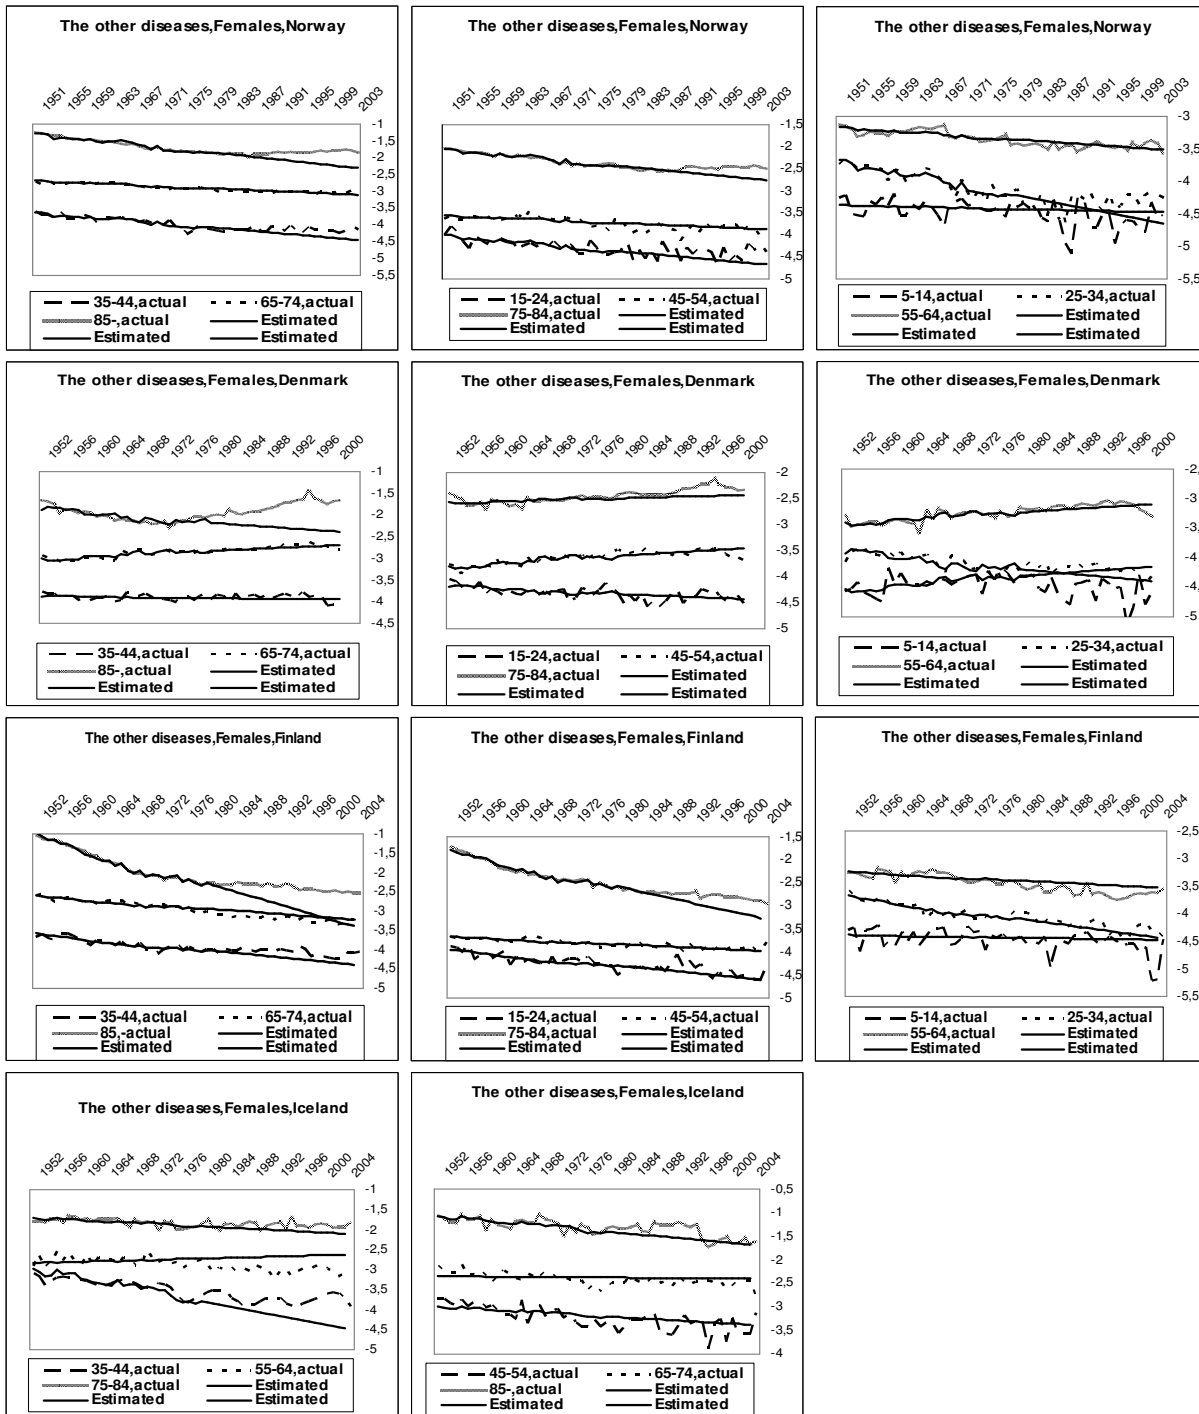 The other diseases,Females,Norway
1951 1955 1959 1963 1967 1971 1975 1979 1983 1987 1991 1995 1999 2003
-1
-1,5
-2
-2,5
-3
-3,5
-4
-4,5
-5
-5,5
35-44,actual 65-74,actual
85-,actual Estimated
Estimated Estimated
The other diseases,Females,Norway
1951 1955 1959 1963 1967 1971 1975 1979 1983 1987 1991 1995 1999 2003
-1,5
-2
-2,5
-3
-3,5
-4
-4,5
-5
15-24,actual 45-54,actual
75-84,actual Estimated
Estimated Estimated
The other diseases,Females,Norway
1951 1955 1959 1963 1967 1971 1975 1979 1983 1987 1991 1995 1999 2003
-3
-3,5
-4
-4,5
-5
-5,5
5-14,actual 25-34,actual
55-64,actual Estimated
Estimated Estimated
The other diseases,Females,Denmark
1952 1956 1960 1964 1968 1972 1976 1980 1984 1988 1992 1996 2000
-1
-1,5
-2
-2,5
-3
-3,5
-4
-4,5
35-44,actual 65-74,actual
85-,actual Estimated
Estimated Estimated
The other diseases,Females,Denmark
1952 1956 1960 1964 1968 1972 1976 1980 1984 1988 1992 1996 2000
-2
-2,5
-3
-3,5
-4
-4,5
-5
15-24,actual 45-54,actual
75-84,actual Estimated
Estimated Estimated
The other diseases,Females,Denmark
1952 1956 1960 1964 1968 1972 1976 1980 1984 1988 1992 1996 2000
-2,
-3
-3,
-4
-4,
-5
5-14,actual 25-34,actual
55-64,actual Estimated
Estimated Estimated
The other diseases,Females,Finland
1952 1956 1960 1964 1968 1972 1976 1980 1984 1988 1992 1996 2000 2004
-1
-1,5
-2
-2,5
-3
-3,5
-4
-4,5
-5
35-44,actual 65-74,actual
85,-actual Estimated
Estimated Estimated
The other diseases,Females,Finland
1952 1956 1960 1964 1968 1972 1976 1980 1984 1988 1992 1996 2000 2004
-1,5
-2
-2,5
-3
-3,5
-4
-4,5
-5
15-24,actual 45-54,actual
75-84,actual Estimated
Estimated Estimated
The other diseases,Females,Finland
1952 1956 1960 1964 1968 1972 1976 1980 1984 1988 1992 1996 2000 2004
-2,5
-3
-3,5
-4
-4,5
-5
-5,5
5-14,actual 25-34,actual
55-64,actual Estimated
Estimated Estimated
The other diseases,Females,Iceland
1952 1956 1960 1964 1968 1972 1976 1980 1984 1988 1992 1996 2000 2004
-1
-1,5
-2
-2,5
-3
-3,5
-4
-4,5
-5
35-44,actual 55-64,actual
75-84,actual Estimated
Estimated Estimated
The other diseases,Females,Iceland
1952 1956 1960 1964 1968 1972 1976 1980 1984 1988 1992 1996 2000 2004
-0,5
-1
-1,5
-2
-2,5
-3
-3,5
-4
45-54,actual 65-74,actual
85-,actual Estimated
Estimated Estimated